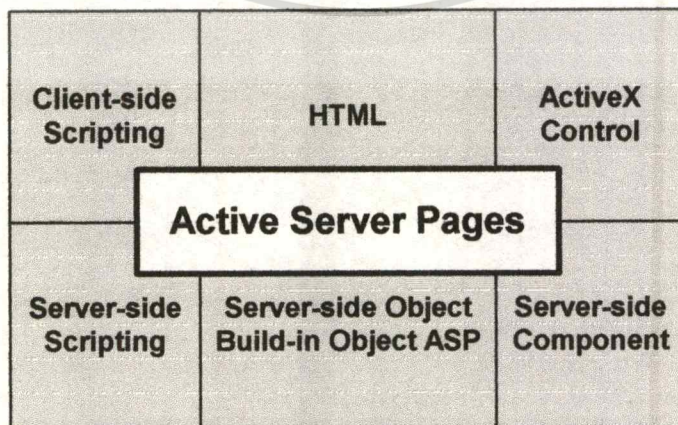 Client-side
Scripting
HTML
ActiveX
Control
Active Server Pages
Server-side
Scripting
Server-side Object
Build-in Object ASP
Server-side
Component